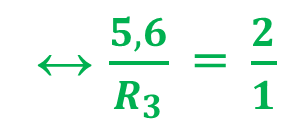 ↔ 5,6/R₃ = 2/1